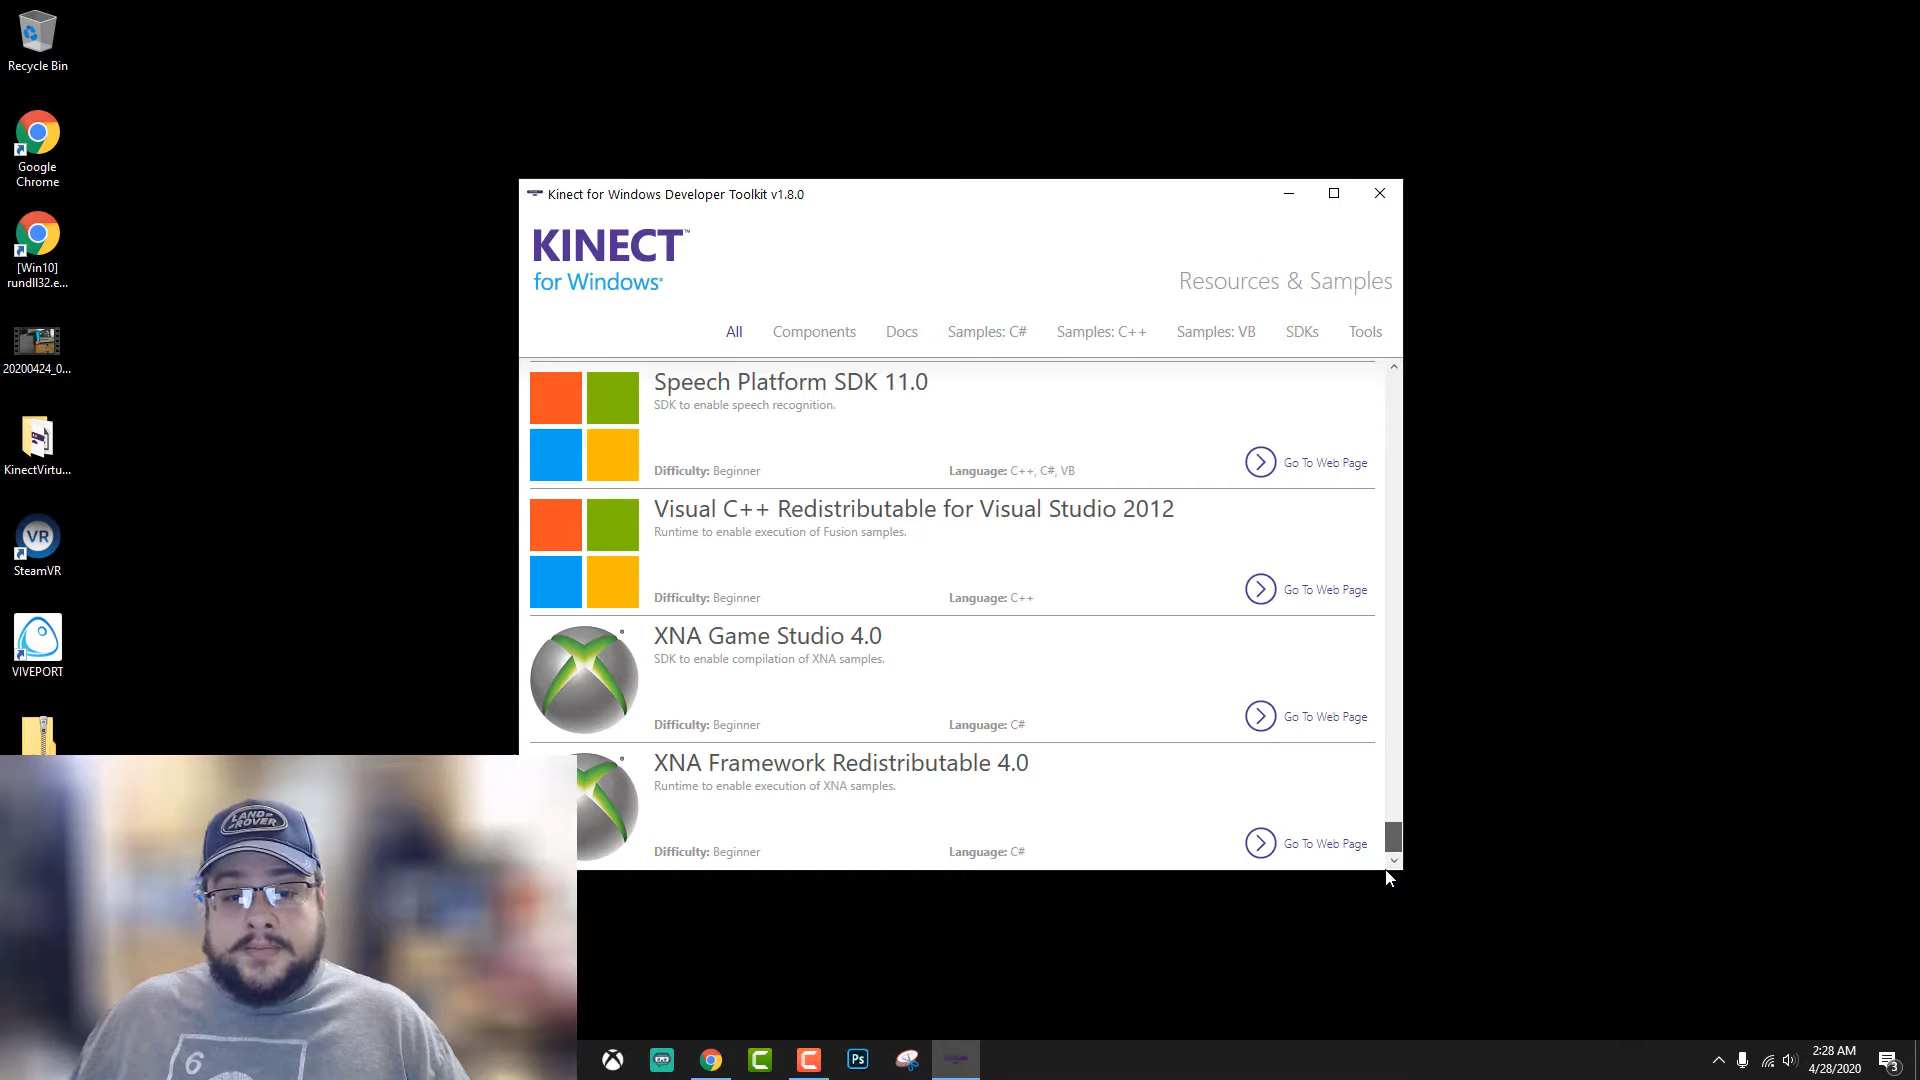 Recycle Bin
Google
Chrome
[Win10]
rundll32.e...
20200424_0...
KinectVirtu...
VR
SteamVR
VIVEPORT
Kinect for Windows Developer Toolkit v1.8.0
KINECT™
for Windows®
Resources & Samples
All Components Docs Samples: C# Samples: C++ Samples: VB SDKs Tools
Speech Platform SDK 11.0
SDK to enable speech recognition.
Difficulty: Beginner Language: C++, C#, VB Go To Web Page
Visual C++ Redistributable for Visual Studio 2012
Runtime to enable execution of Fusion samples.
Difficulty: Beginner Language: C++ Go To Web Page
XNA Game Studio 4.0
SDK to enable compilation of XNA samples.
Difficulty: Beginner Language: C# Go To Web Page
XNA Framework Redistributable 4.0
Runtime to enable execution of XNA samples.
Difficulty: Beginner Language: C# Go To Web Page
LAND
ROVER
6
Ps
2:28 AM
4/28/2020
3